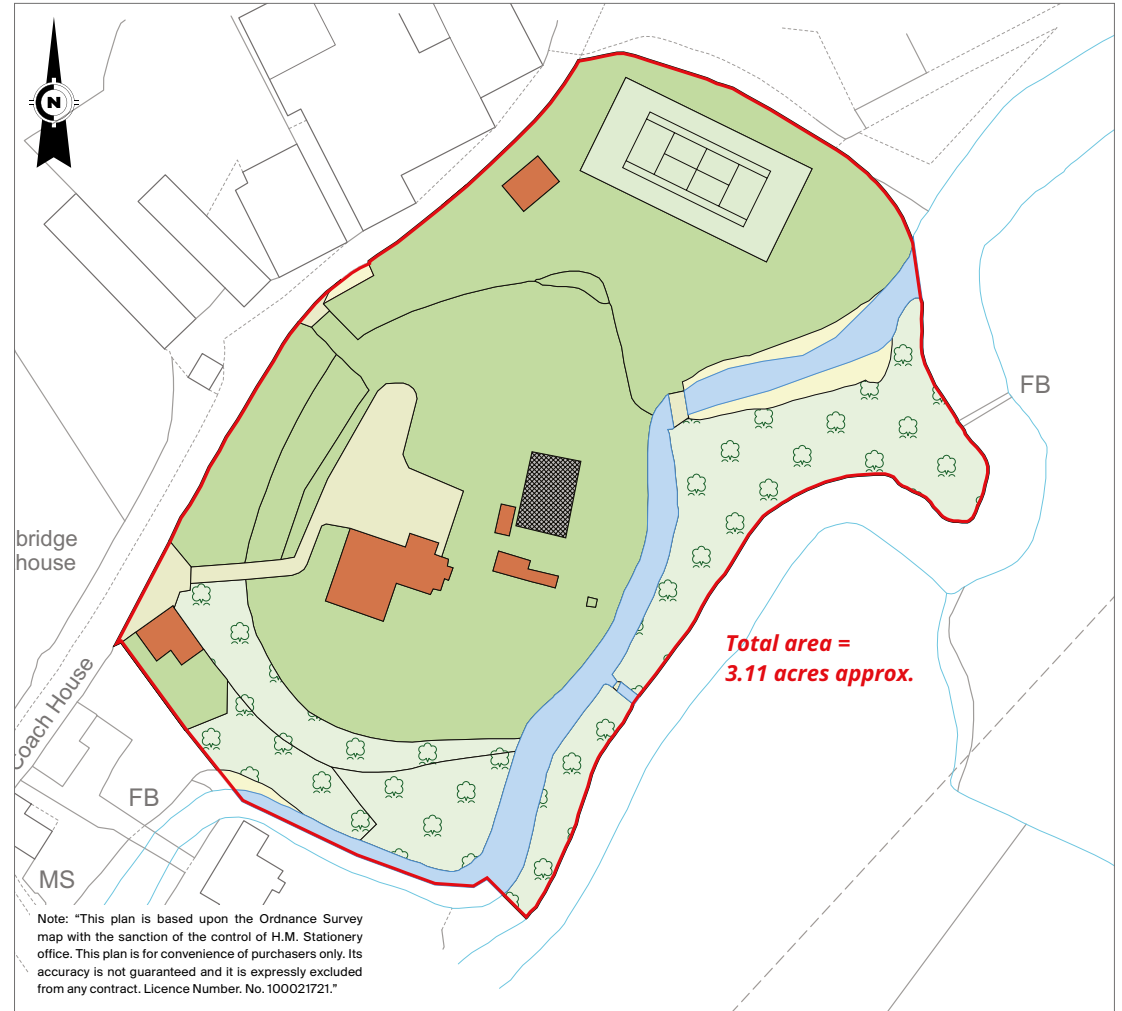 N
FB
bridge
house
Total area =
3.11 acres approx.
Coach House
FB
MS
Note: “This plan is based upon the Ordnance Survey
map with the sanction of the control of H.M. Stationery
office. This plan is for convenience of purchasers only. Its
accuracy is not guaranteed and it is expressly excluded
from any contract. Licence Number. No. 100021721.”